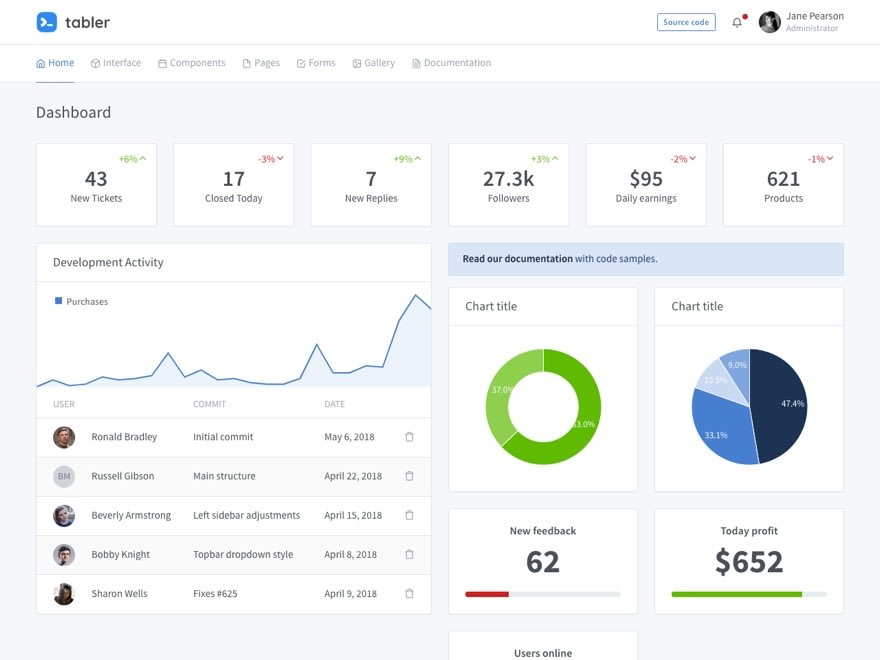 tabler
Source code
Jane Pearson
Administrator
Home
Interface
Components
Pages
Forms
Gallery
Documentation
Dashboard
+6%
43
New Tickets
-3%
17
Closed Today
+9%
7
New Replies
+3%
27.3k
Followers
-2%
$95
Daily earnings
-1%
621
Products
Development Activity
Purchases
USER COMMIT DATE
Ronald Bradley Initial commit May 6, 2018
BM Russell Gibson Main structure April 22, 2018
Beverly Armstrong Left sidebar adjustments April 15, 2018
Bobby Knight Topbar dropdown style April 8, 2018
Sharon Wells Fixes #625 April 9, 2018
Read our documentation with code samples.
Chart title
37.0%
63.0%
Chart title
9.0%
10.5%
47.4%
33.1%
New feedback
62
Today profit
$652
Users online